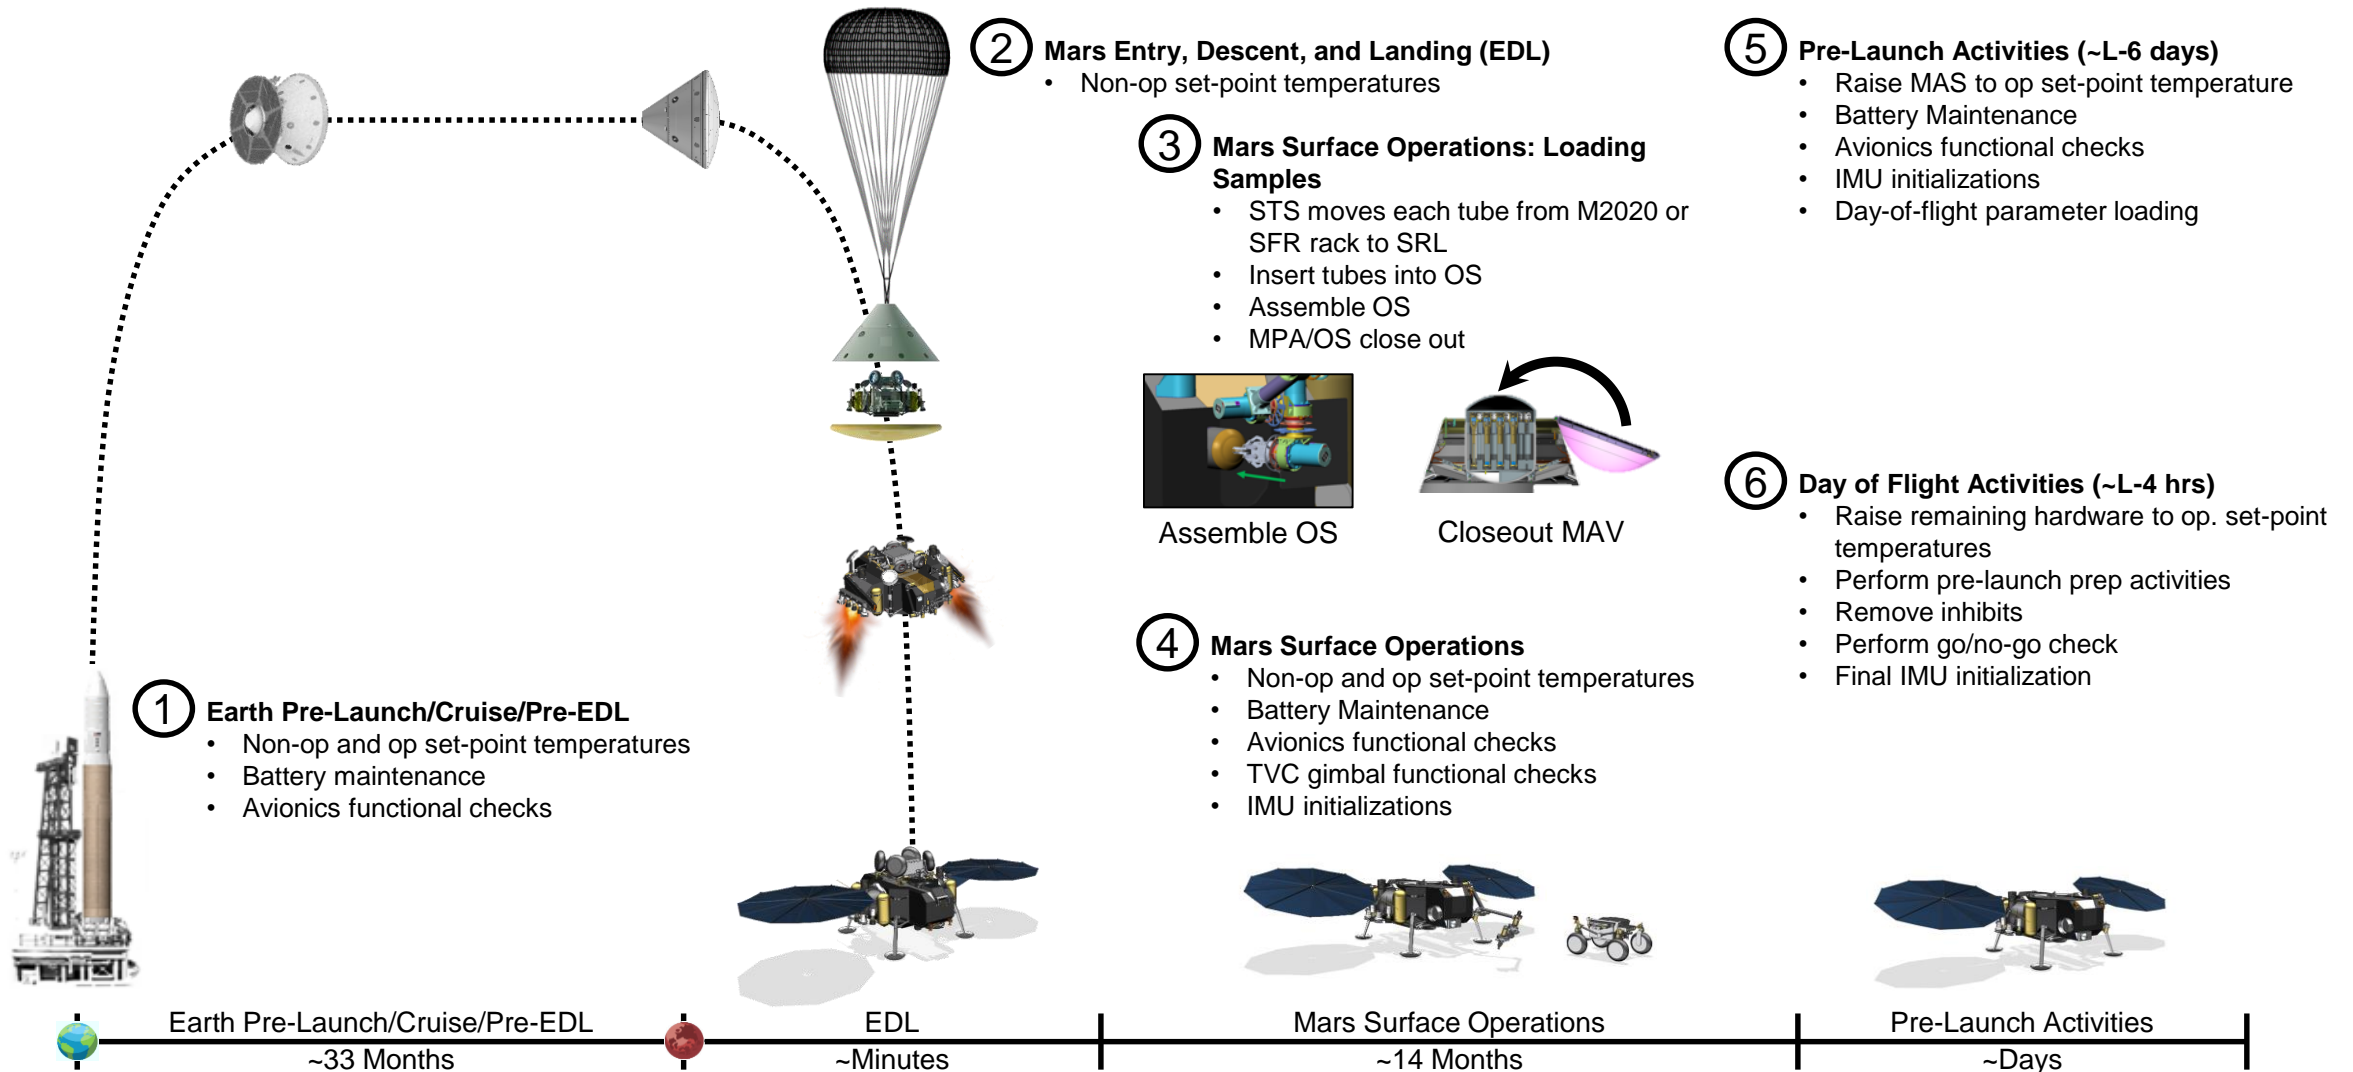 1
Earth Pre-Launch/Cruise/Pre-EDL
• Non-op and op set-point temperatures
• Battery maintenance
• Avionics functional checks
2
Mars Entry, Descent, and Landing (EDL)
• Non-op set-point temperatures
3
Mars Surface Operations: Loading
Samples
• STS moves each tube from M2020 or
SFR rack to SRL
• Insert tubes into OS
• Assemble OS
• MPA/OS close out
Assemble OS
Closeout MAV
4
Mars Surface Operations
• Non-op and op set-point temperatures
• Battery Maintenance
• Avionics functional checks
• TVC gimbal functional checks
• IMU initializations
5
Pre-Launch Activities (~L-6 days)
• Raise MAS to op set-point temperature
• Battery Maintenance
• Avionics functional checks
• IMU initializations
• Day-of-flight parameter loading
6
Day of Flight Activities (~L-4 hrs)
• Raise remaining hardware to op. set-point
temperatures
• Perform pre-launch prep activities
• Remove inhibits
• Perform go/no-go check
• Final IMU initialization
Earth Pre-Launch/Cruise/Pre-EDL
~33 Months
EDL
~Minutes
Mars Surface Operations
~14 Months
Pre-Launch Activities
~Days